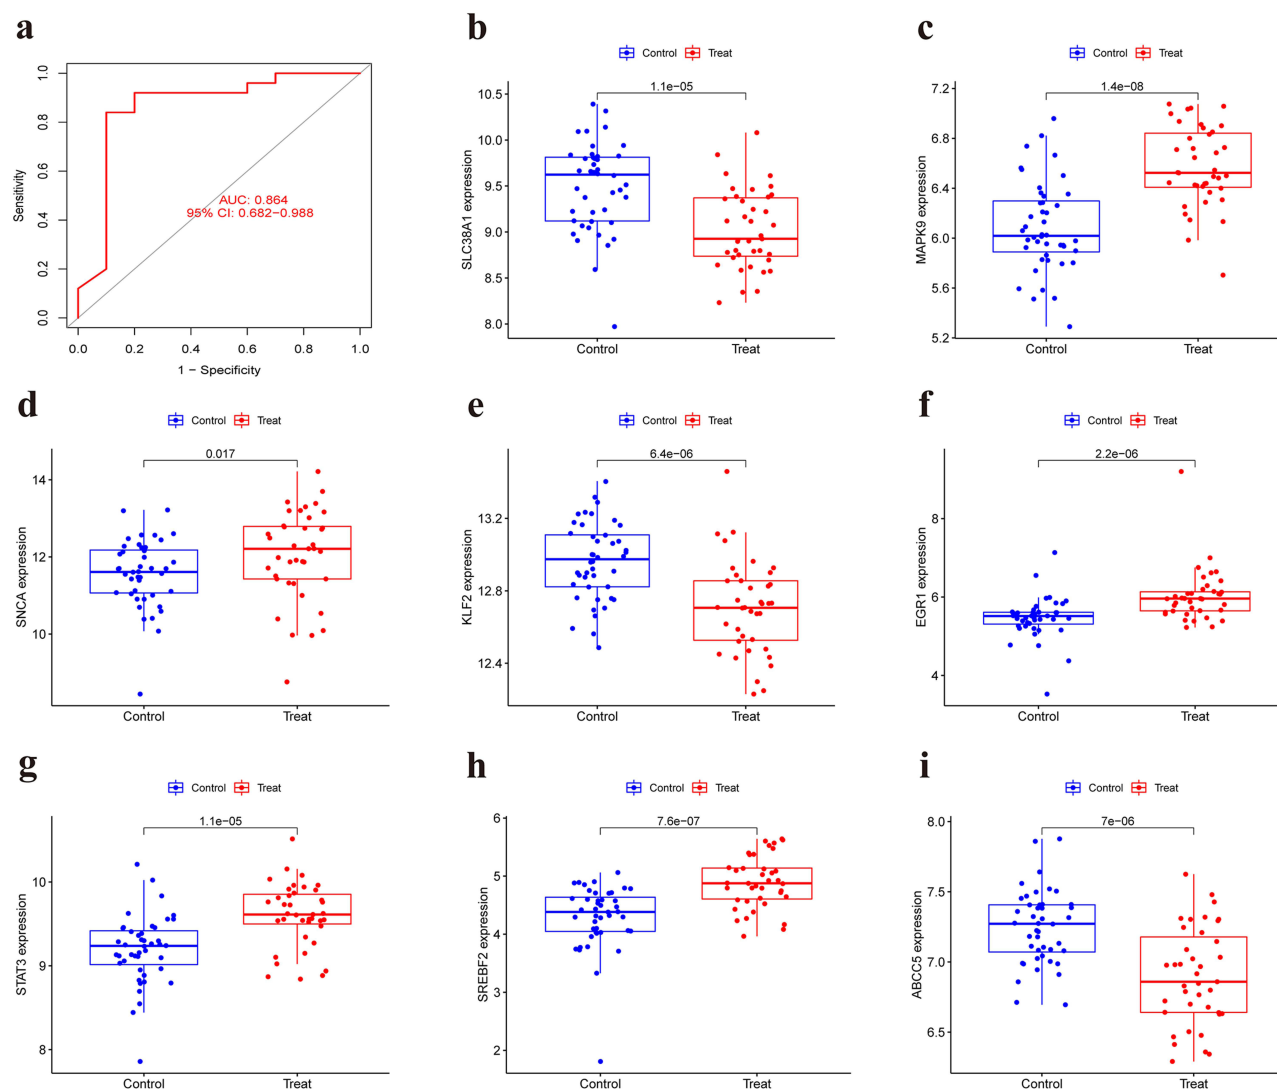 a
1.0
0.8
0.6
0.4
0.2
0.0
Sensitivity
AUC: 0.864
95% CI: 0.682−0.988
0.0 0.2 0.4 0.6 0.8 1.0
1 − Specificity
b
Control Treat
1.1e−05
10.5
10.0
9.5
9.0
8.5
8.0
SLC38A1 expression
Control Treat
c
Control Treat
1.4e−08
7.2
6.8
6.4
6.0
5.6
5.2
MAPK9 expression
Control Treat
d
Control Treat
0.017
14
12
10
SNCA expression
Control Treat
e
Control Treat
6.4e−06
13.2
12.8
12.4
KLF2 expression
Control Treat
f
Control Treat
2.2e−06
8
6
4
EGR1 expression
Control Treat
g
Control Treat
1.1e−05
10
9
8
STAT3 expression
Control Treat
h
Control Treat
7.6e−07
6
5
4
3
2
SREBF2 expression
Control Treat
i
Control Treat
7e−06
8.0
7.5
7.0
6.5
ABCC5 expression
Control Treat